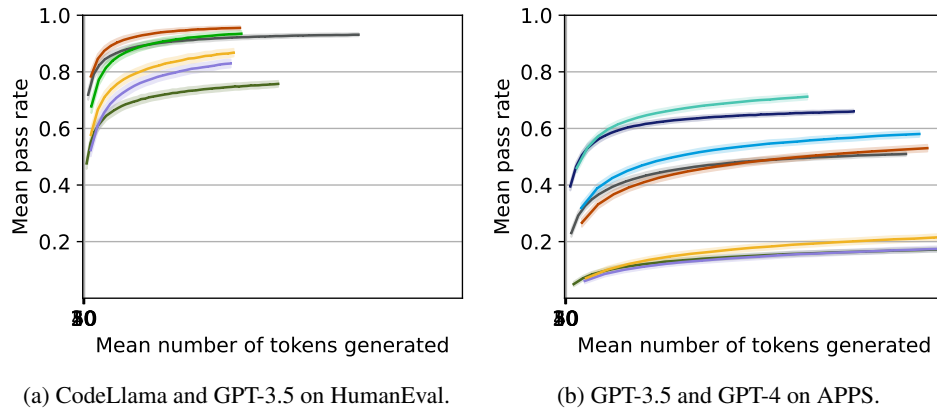 1.0
0.8
0.6
0.4
0.2
Mean pass rate
Mean number of tokens generated
(a) CodeLlama and GPT-3.5 on HumanEval.
1.0
0.8
0.6
0.4
0.2
Mean pass rate
Mean number of tokens generated
(b) GPT-3.5 and GPT-4 on APPS.